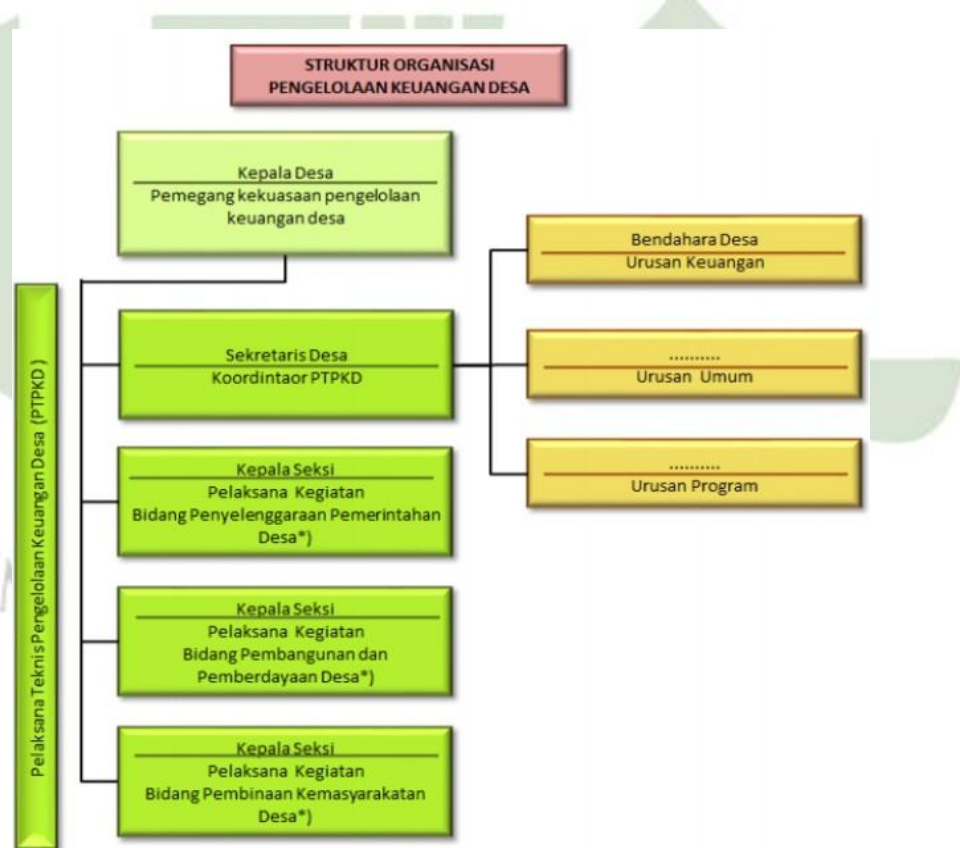 STRUKTUR ORGANISASI
PENGELOLAAN KEUANGAN DESA
Kepala Desa
Pemegang kekuasaan pengelolaan
keuangan desa
Bendahara Desa
Urusan Keuangan
Sekretaris Desa
Koordintaor PTPKD
..........
Urusan Umum
..........
Urusan Program
Kepala Seksi
Pelaksana Kegiatan
Bidang Penyelenggaraan Pemerintahan
Desa*)
Kepala Seksi
Pelaksana Kegiatan
Bidang Pembangunan dan
Pemberdayaan Desa*)
Kepala Seksi
Pelaksana Kegiatan
Bidang Pembinaan Kemasyarakatan
Desa*)
Pelaksana Teknis Pengelolaan Keuangan Desa (PTPKD)